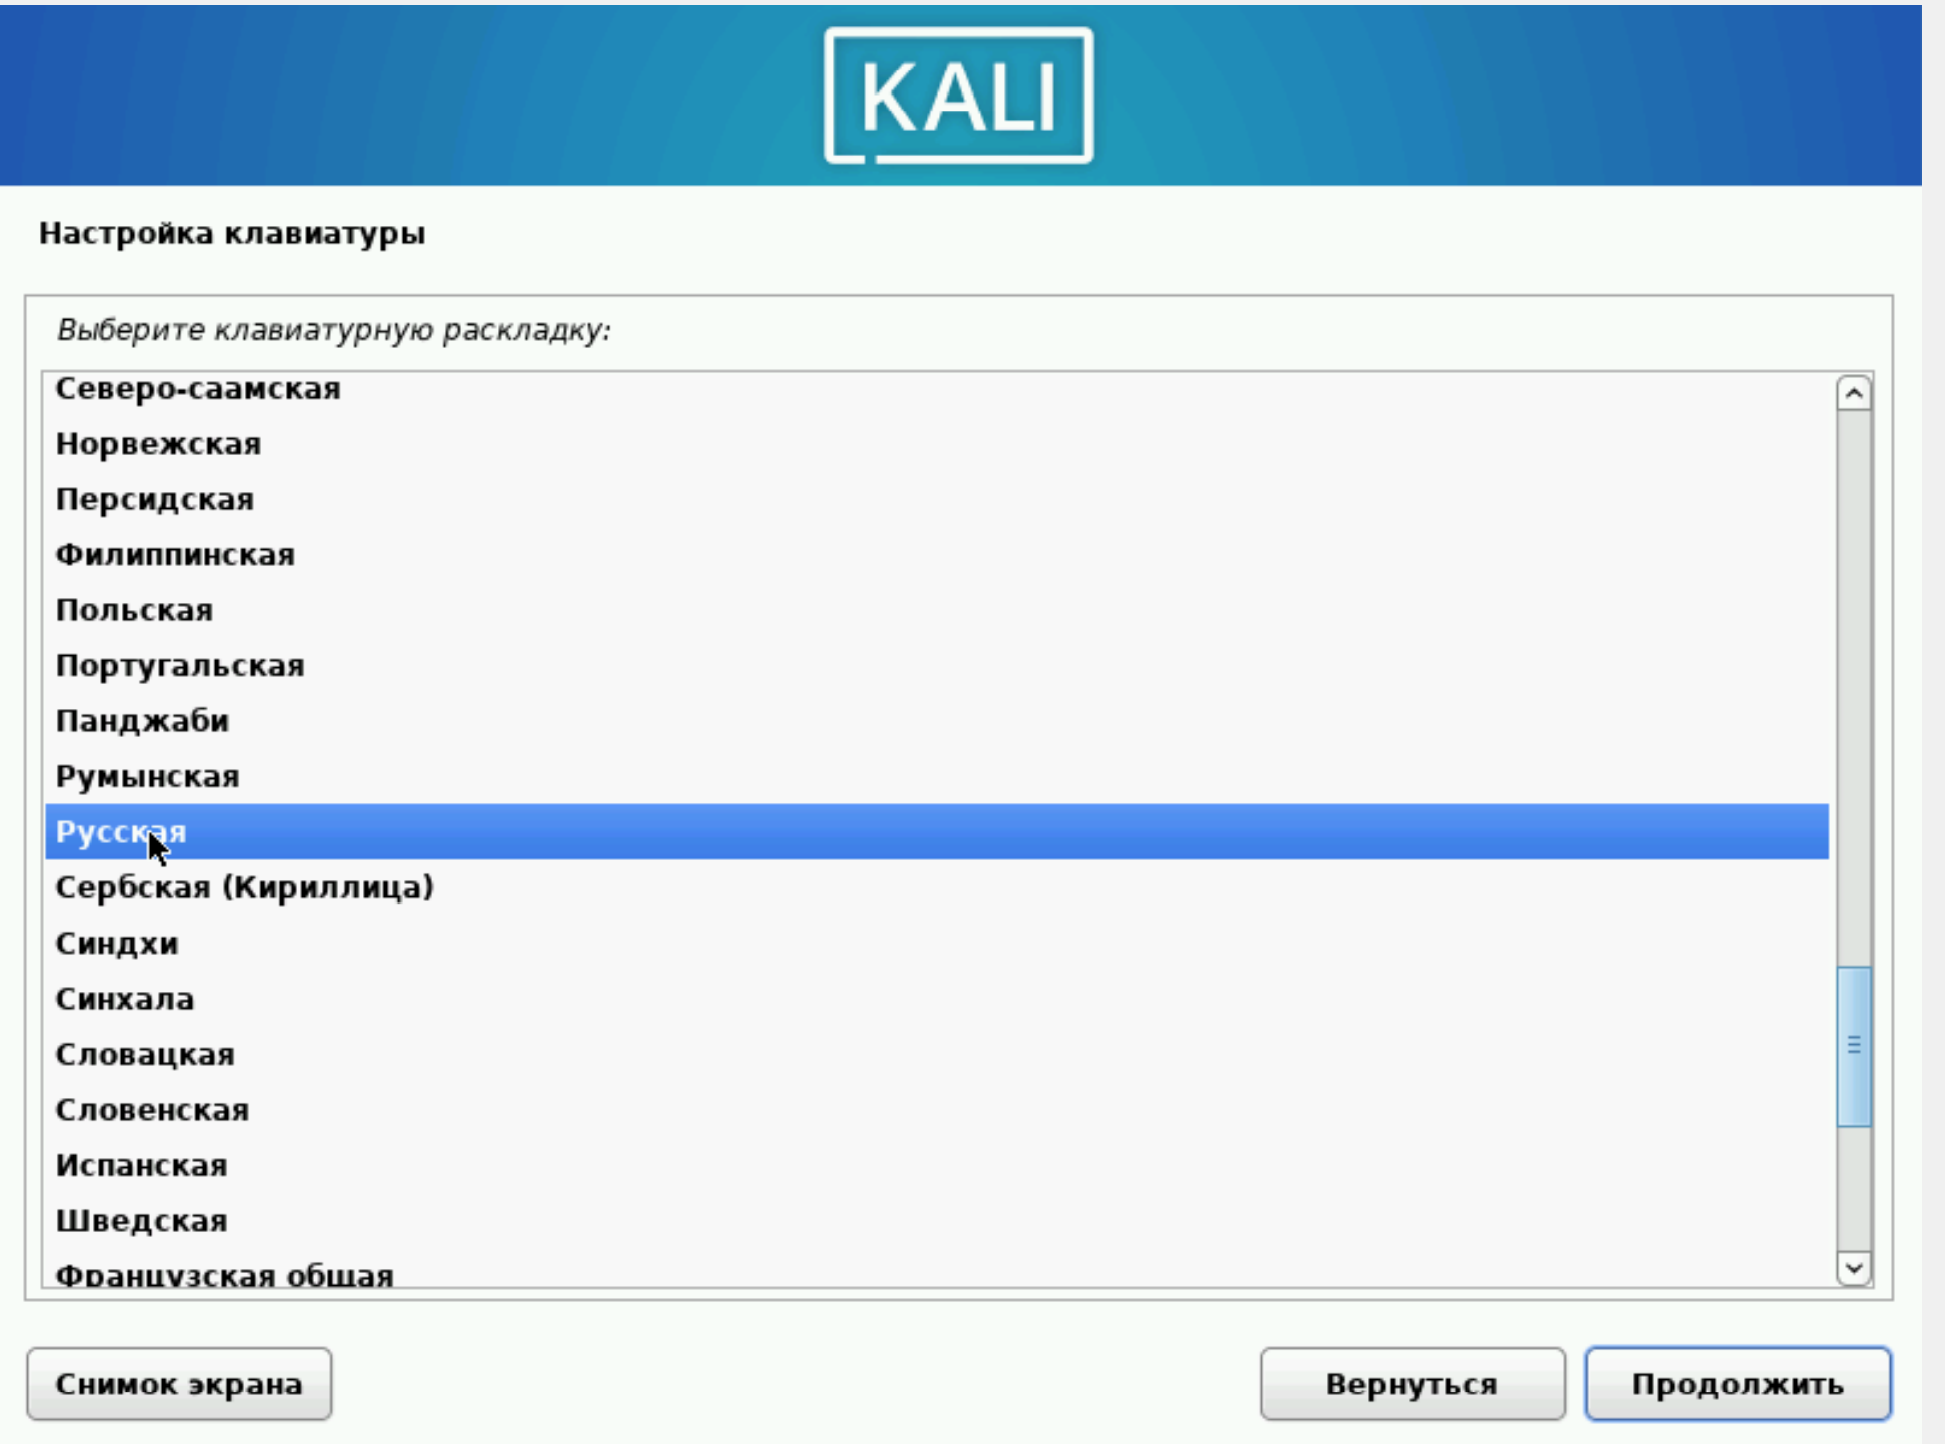 KALI
Настройка клавиатуры
Выберите клавиатурную раскладку:
Северо-саамская
Норвежская
Персидская
Филиппинская
Польская
Португальская
Панджаби
Румынская
Русская
Сербская (Кириллица)
Синдхи
Синхала
Словацкая
Словенская
Испанская
Шведская
Французская общая
Снимок экрана
Вернуться
Продолжить